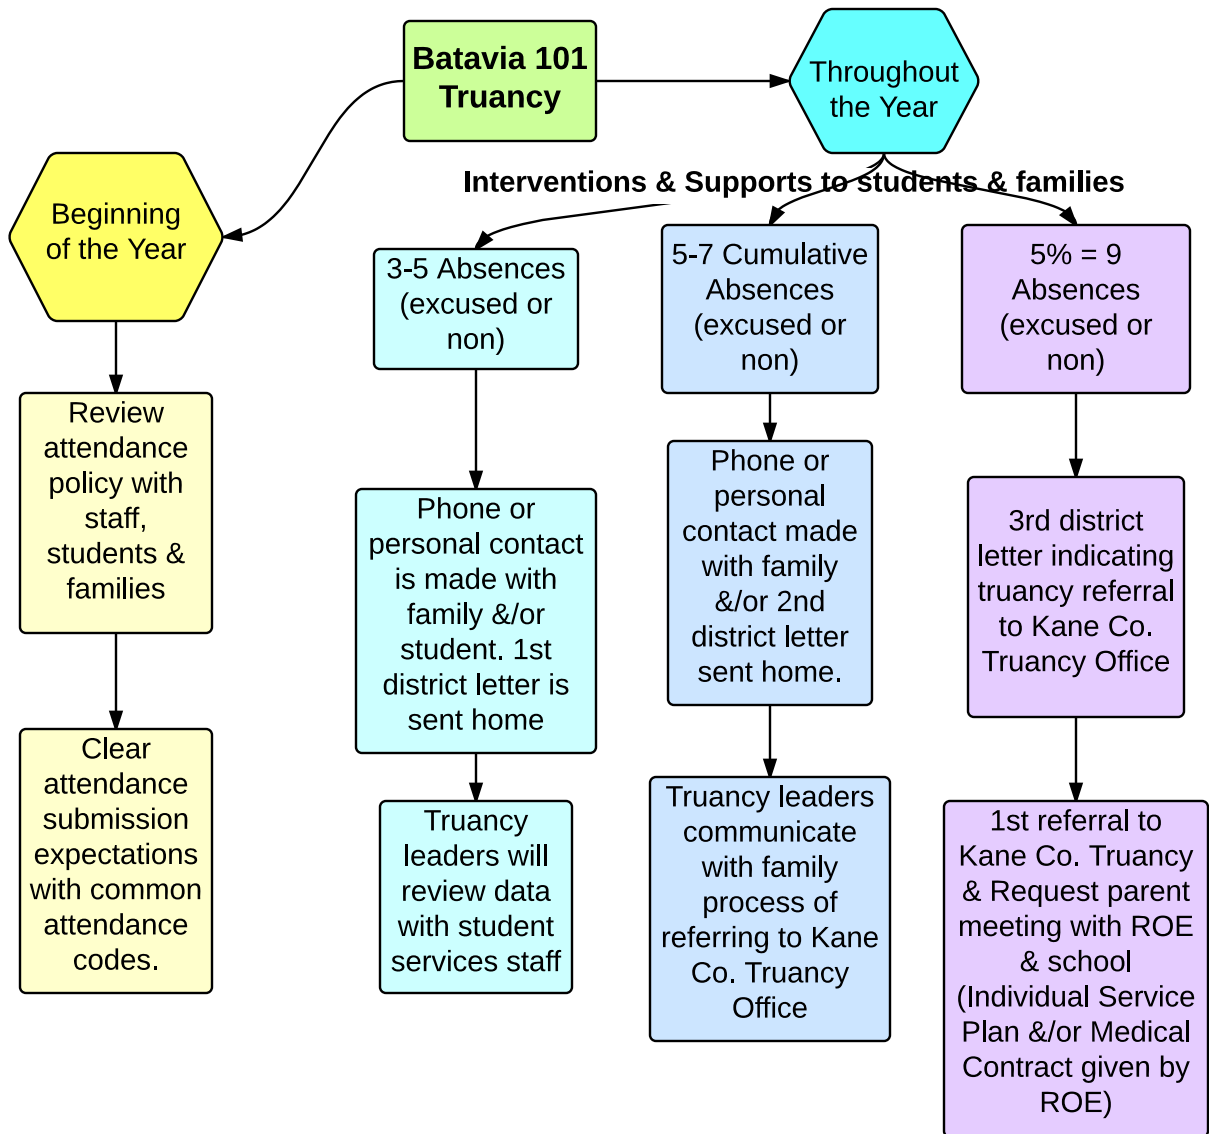 Batavia 101
Truancy
Throughout
the Year
Beginning
of the Year
Interventions & Supports to students & families
3-5 Absences
(excused or
non)
5-7 Cumulative
Absences
(excused or
non)
5% = 9
Absences
(excused or
non)
Review
attendance
policy with
staff,
students &
families
Phone or
personal contact
is made with
family &/or
student. 1st
district letter is
sent home
Phone or
personal
contact made
with family
&/or 2nd
district letter
sent home.
3rd district
letter indicating
truancy referral
to Kane Co.
Truancy Office
Clear
attendance
submission
expectations
with common
attendance
codes.
Truancy
leaders will
review data
with student
services staff
Truancy leaders
communicate
with family
process of
referring to Kane
Co. Truancy
Office
1st referral to
Kane Co. Truancy
& Request parent
meeting with ROE
& school
(Individual Service
Plan &/or Medical
Contract given by
ROE)